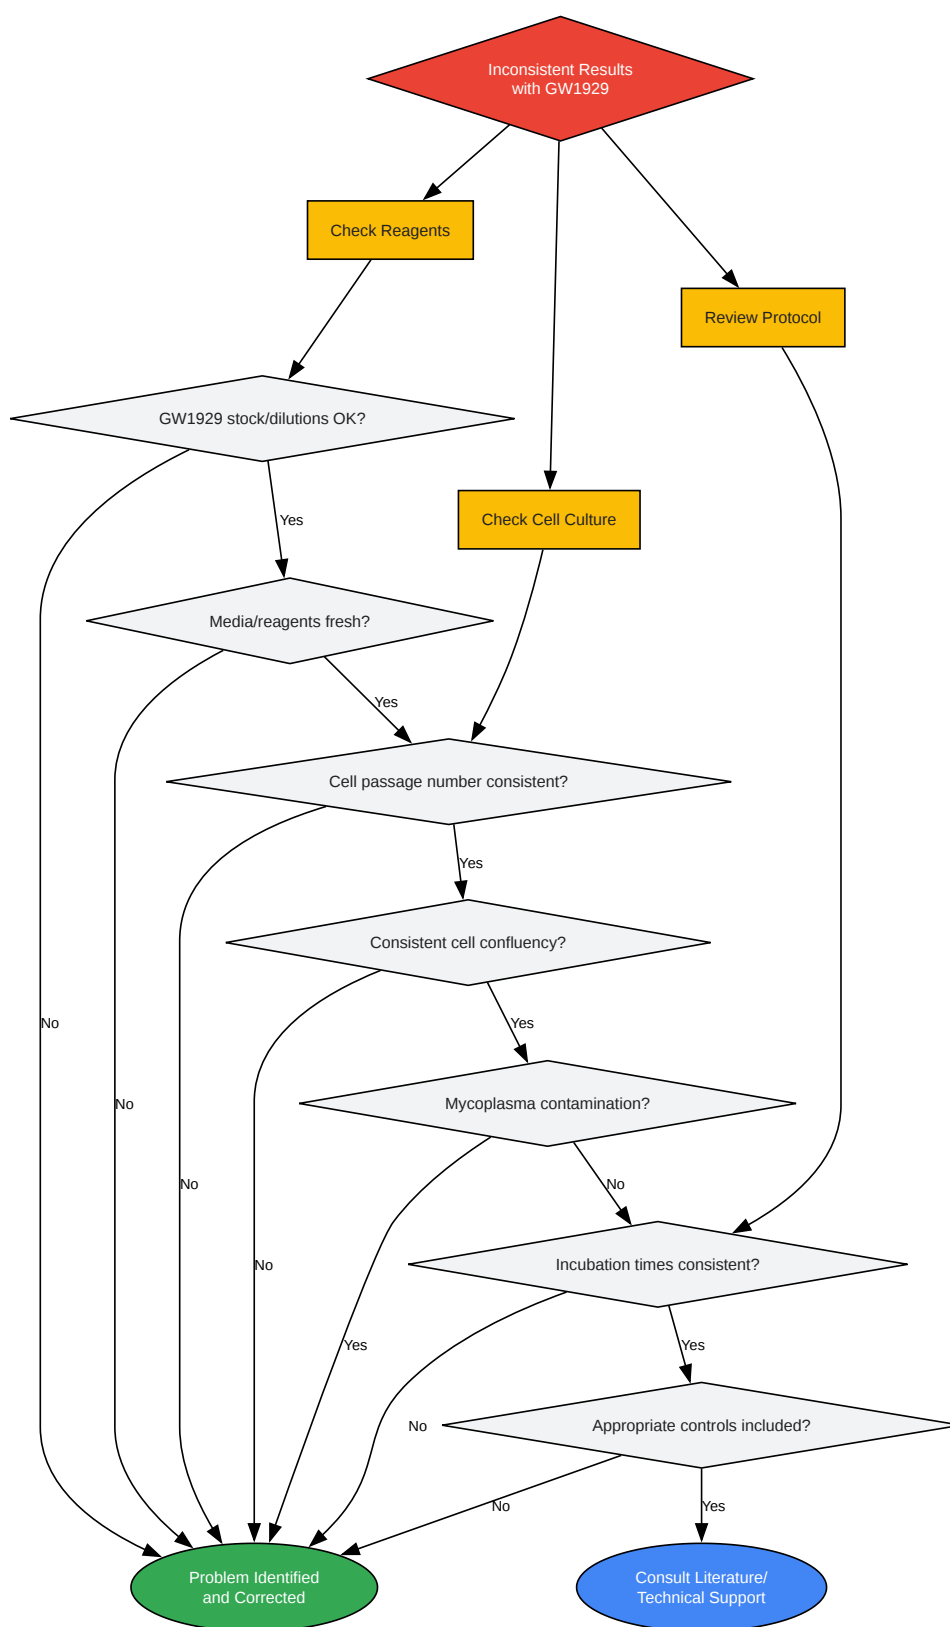 Inconsistent Results
with GW1929
Check Reagents
Review Protocol
GW1929 stock/dilutions OK?
Yes
Check Cell Culture
Media/reagents fresh?
Yes
Cell passage number consistent?
Yes
Consistent cell confluency?
No
Yes
Mycoplasma contamination?
No
No
No
Incubation times consistent?
No
Yes
Yes
No
Appropriate controls included?
No
Yes
Problem Identified
and Corrected
Consult Literature/
Technical Support